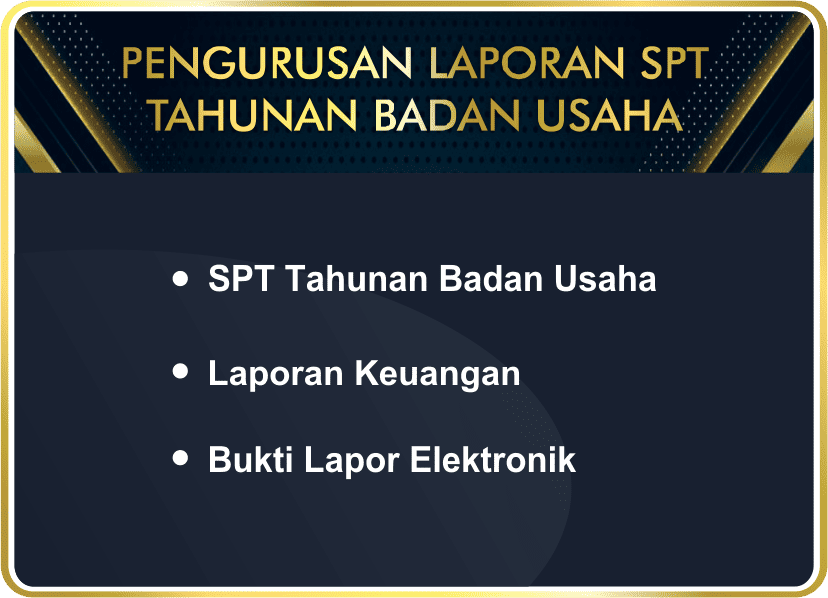 PENGURUSAN LAPORAN SPT
TAHUNAN BADAN USAHA
• SPT Tahunan Badan Usaha
• Laporan Keuangan
• Bukti Lapor Elektronik